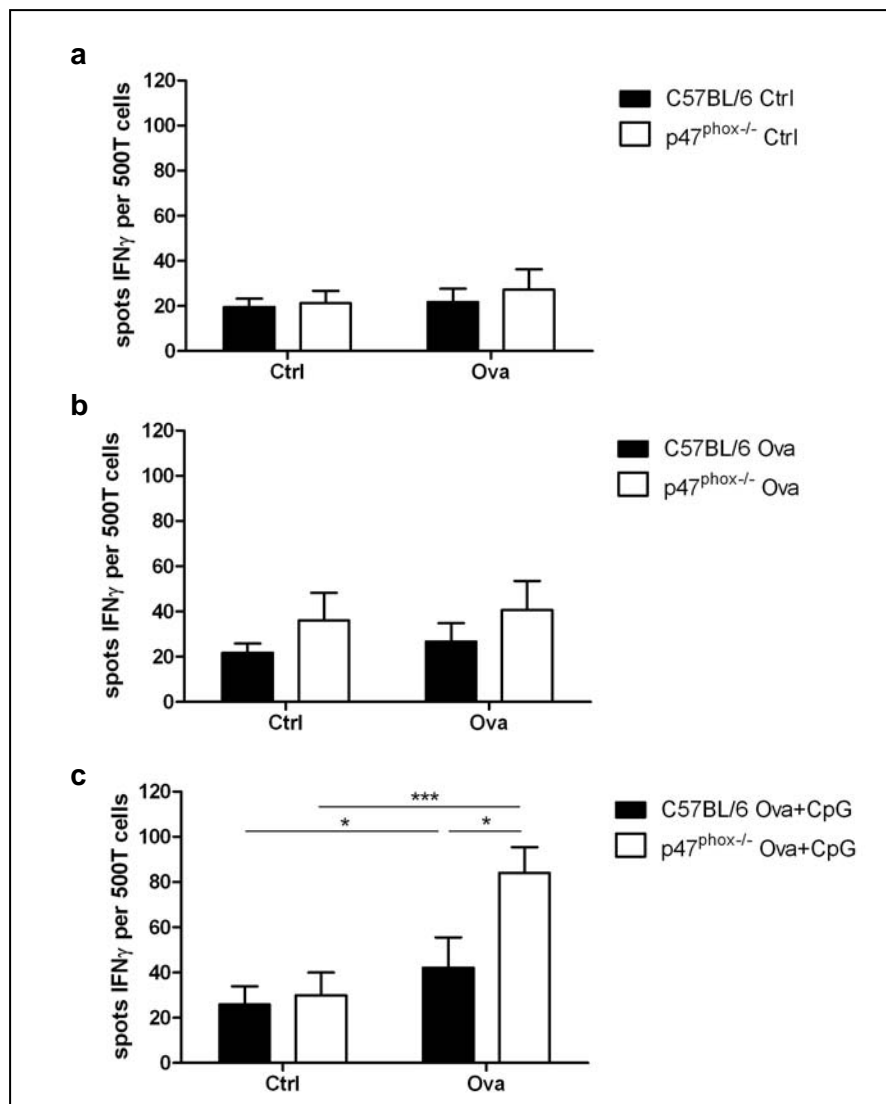 a
spots IFNγ per 500T cells
120
100
80
60
40
20
0
Ctrl
Ova
C57BL/6 Ctrl
p47phox-/- Ctrl
b
spots IFNγ per 500T cells
120
100
80
60
40
20
0
Ctrl
Ova
C57BL/6 Ova
p47phox-/- Ova
c
spots IFNγ per 500T cells
120
100
80
60
40
20
0
***
*
*
Ctrl
Ova
C57BL/6 Ova+CpG
p47phox-/- Ova+CpG